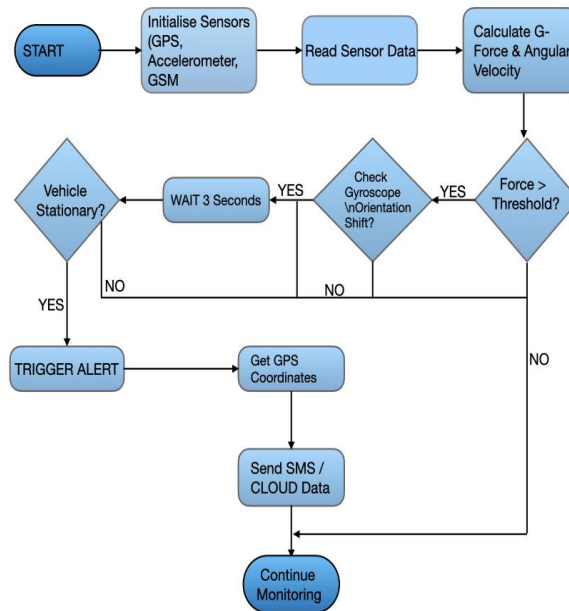 START
Initialise Sensors
(GPS,
Accelerometer,
GSM
Read Sensor Data
Calculate G-
Force & Angular
Velocity
Force >
Threshold?
YES
Check
Gyroscope
\nOrientation
Shift?
YES
WAIT 3 Seconds
Vehicle
Stationary?
NO
NO
NO
YES
TRIGGER ALERT
Get GPS
Coordinates
Send SMS /
CLOUD Data
Continue
Monitoring